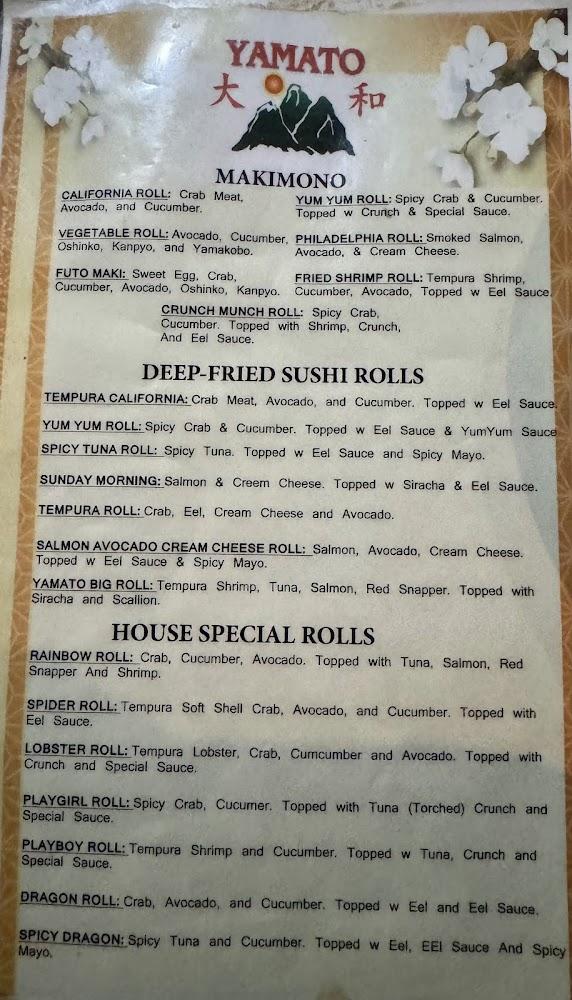 YAMATO
大 和
MAKIMONO
CALIFORNIA ROLL: Crab Meat,
Avocado, and Cucumber.
YUM YUM ROLL: Spicy Crab & Cucumber.
Topped w Crunch & Special Sauce.
VEGETABLE ROLL: Avocado, Cucumber,
Oshinko, Kanpyo, and Yamakobo.
PHILADELPHIA ROLL: Smoked Salmon,
Avocado, & Cream Cheese.
FUTO MAKI: Sweet Egg, Crab,
Cucumber, Avocado, Oshinko, Kanpyo.
FRIED SHRIMP ROLL: Tempura Shrimp,
Cucumber, Avocado, Topped w Eel Sauce.
CRUNCH MUNCH ROLL: Spicy Crab,
Cucumber. Topped with Shrimp, Crunch,
And Eel Sauce.
DEEP-FRIED SUSHI ROLLS
TEMPURA CALIFORNIA: Crab Meat, Avocado, and Cucumber. Topped w Eel Sauce.
YUM YUM ROLL: Spicy Crab & Cucumber. Topped w Eel Sauce & YumYum Sauce
SPICY TUNA ROLL: Spicy Tuna. Topped w Eel Sauce and Spicy Mayo.
SUNDAY MORNING: Salmon & Creem Cheese. Topped w Siracha & Eel Sauce.
TEMPURA ROLL: Crab, Eel, Cream Cheese and Avocado.
SALMON AVOCADO CREAM CHEESE ROLL: Salmon, Avocado, Cream Cheese.
Topped w Eel Sauce & Spicy Mayo.
YAMATO BIG ROLL: Tempura Shrimp, Tuna, Salmon, Red Snapper. Topped with
Siracha and Scallion.
HOUSE SPECIAL ROLLS
RAINBOW ROLL: Crab, Cucumber, Avocado. Topped with Tuna, Salmon, Red
Snapper And Shrimp.
SPIDER ROLL: Tempura Soft Shell Crab, Avocado, and Cucumber. Topped with
Eel Sauce.
LOBSTER ROLL: Tempura Lobster, Crab, Cumcumber and Avocado. Topped with
Crunch and Special Sauce.
PLAYGIRL ROLL: Spicy Crab, Cucumer. Topped with Tuna (Torched) Crunch and
Special Sauce.
PLAYBOY ROLL: Tempura Shrimp and Cucumber. Topped w Tuna, Crunch and
Special Sauce.
DRAGON ROLL: Crab, Avocado, and Cucumber. Topped w Eel and Eel Sauce.
SPICY DRAGON: Spicy Tuna and Cucumber. Topped w Eel, EEl Sauce And Spicy
Mayo.